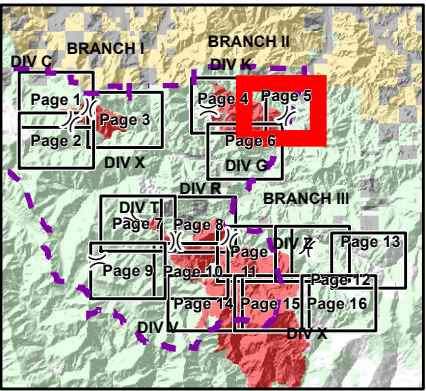 BRANCH I
BRANCH II
DIV C
DIV K
Page 1
Page 3
Page 4
Page 5
Page 2
Page 6
DIV X
DIV G
DIV R
BRANCH III
DIV T
Page 7
Page 8
DIV Z
Page 13
Page 9
Page 10
Page 11
Page 12
Page 14
Page 15
Page 16
DIV V
DIV X